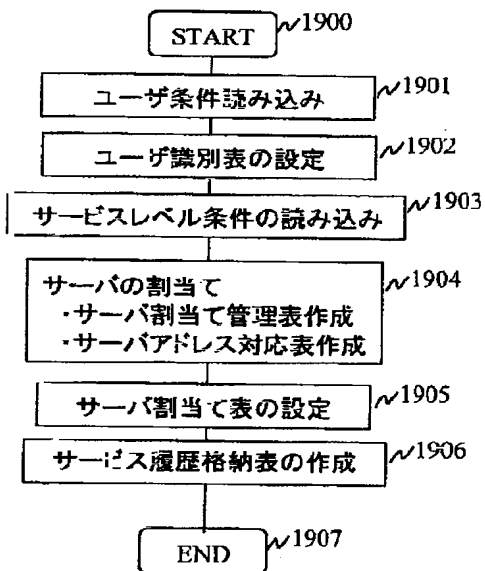 START 1900
ユーザ条件読み込み 1901
ユーザ識別表の設定 1902
サービスレベル条件の読み込み 1903
サーバの割当て 1904
・サーバ割当て管理表作成
・サーバアドレス対応表作成
サーバ割当て表の設定 1905
サービス履歴格納表の作成 1906
END 1907